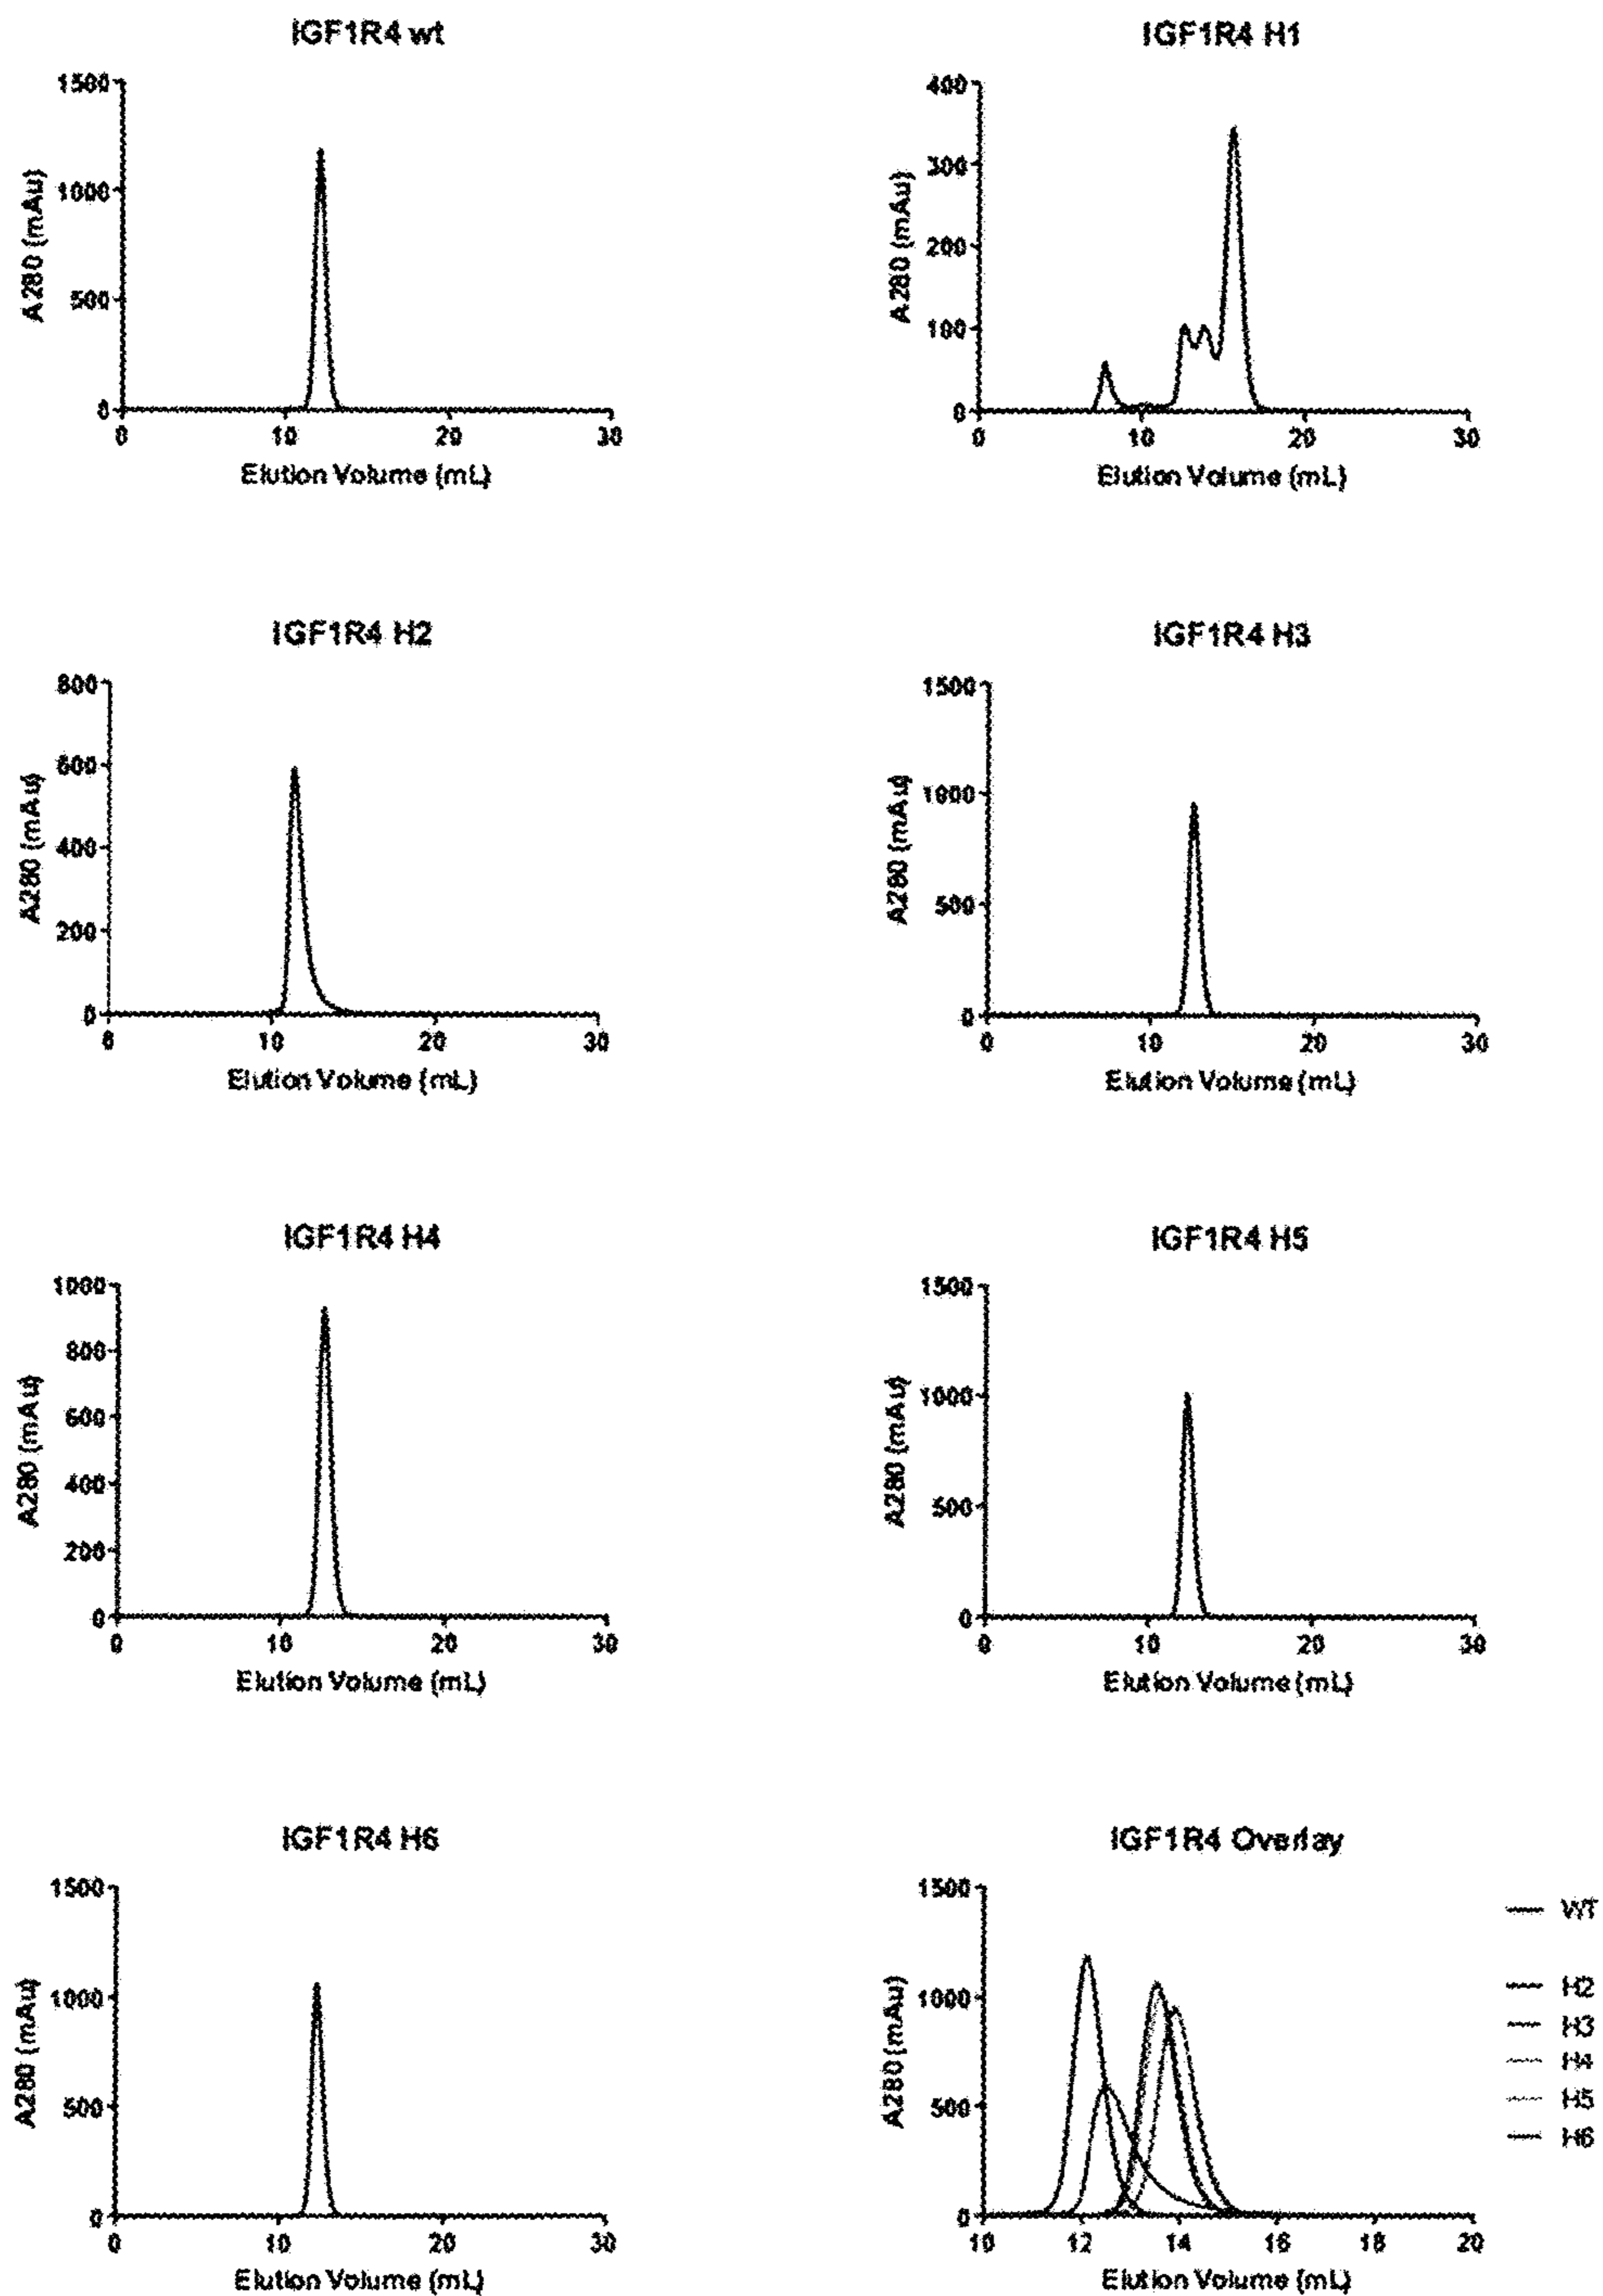 IGF1R4 wt
1500
1000
500
0
0 10 20 30
A280 (mAu)
Elution Volume (mL)
IGF1R4 H1
400
300
200
100
0
0 10 20 30
A280 (mAu)
Elution Volume (mL)
IGF1R4 H2
800
600
400
200
0
0 10 20 30
A280 (mAu)
Elution Volume (mL)
IGF1R4 H3
1500
1000
500
0
0 10 20 30
A280 (mAu)
Elution Volume (mL)
IGF1R4 H4
1000
800
600
400
200
0
0 10 20 30
A280 (mAu)
Elution Volume (mL)
IGF1R4 H5
1500
1000
500
0
0 10 20 30
A280 (mAu)
Elution Volume (mL)
IGF1R4 H6
1500
1000
500
0
0 10 20 30
A280 (mAu)
Elution Volume (mL)
IGF1R4 Overlay
1500
1000
500
0
10 12 14 16 18 20
A280 (mAu)
Elution Volume (mL)
WT
H2
H3
H4
H5
H6